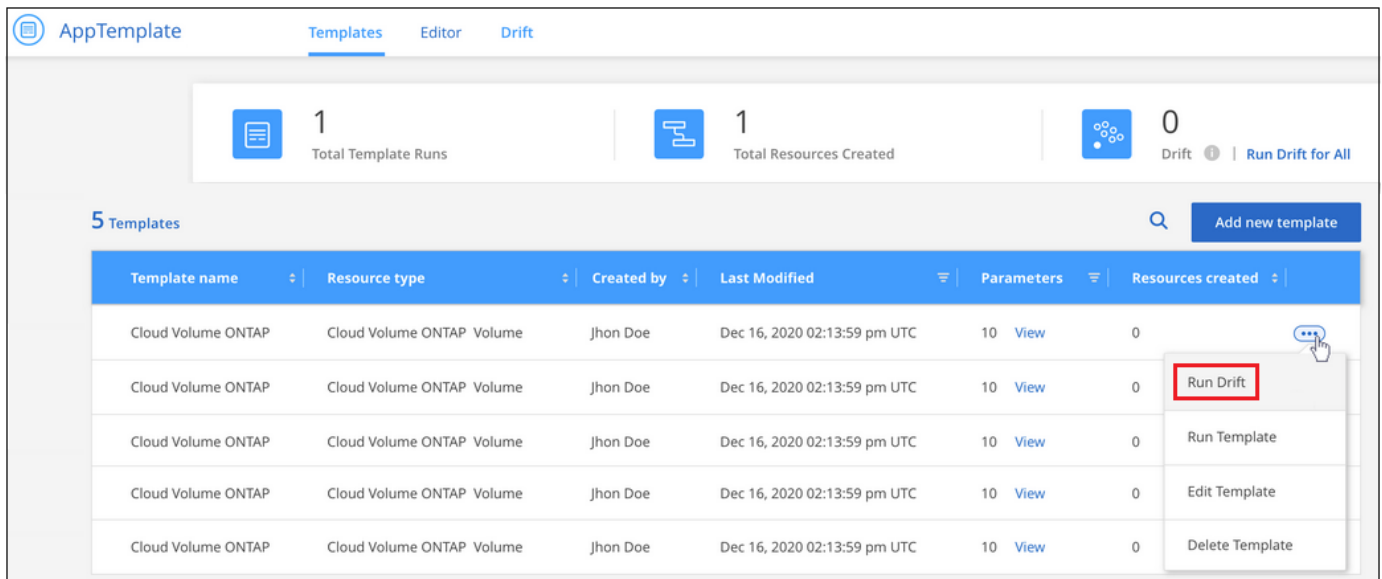 AppTemplate Templates Editor Drift
1 1 0
Total Template Runs Total Resources Created Drift | Run Drift for All
5 Templates Add new template
Template name Resource type Created by Last Modified Parameters Resources created
Cloud Volume ONTAP Cloud Volume ONTAP Volume Jhon Doe Dec 16, 2020 02:13:59 pm UTC 10 View 0
Run Drift
Cloud Volume ONTAP Cloud Volume ONTAP Volume Jhon Doe Dec 16, 2020 02:13:59 pm UTC 10 View 0
Run Template
Cloud Volume ONTAP Cloud Volume ONTAP Volume Jhon Doe Dec 16, 2020 02:13:59 pm UTC 10 View 0
Edit Template
Cloud Volume ONTAP Cloud Volume ONTAP Volume Jhon Doe Dec 16, 2020 02:13:59 pm UTC 10 View 0
Delete Template
Cloud Volume ONTAP Cloud Volume ONTAP Volume Jhon Doe Dec 16, 2020 02:13:59 pm UTC 10 View 0